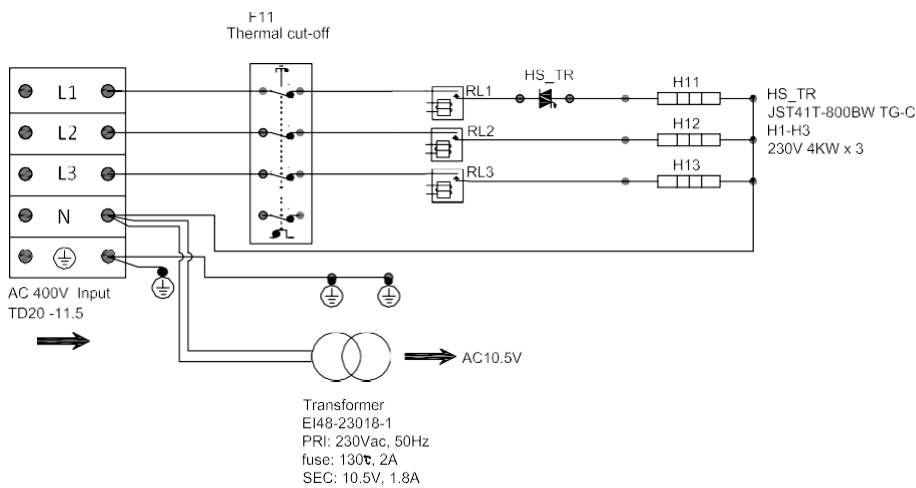 F11
Thermal cut-off
L1
L2
L3
N
RL1
RL2
RL3
HS_TR
H11
H12
H13
HS_TR
JST41T-800BW TG-C
H1-H3
230V 4KW x 3
AC 400V Input
TD20 -11.5
AC10.5V
Transformer
EI48-23018-1
PRI: 230Vac, 50Hz
fuse: 130℃, 2A
SEC: 10.5V, 1.8A